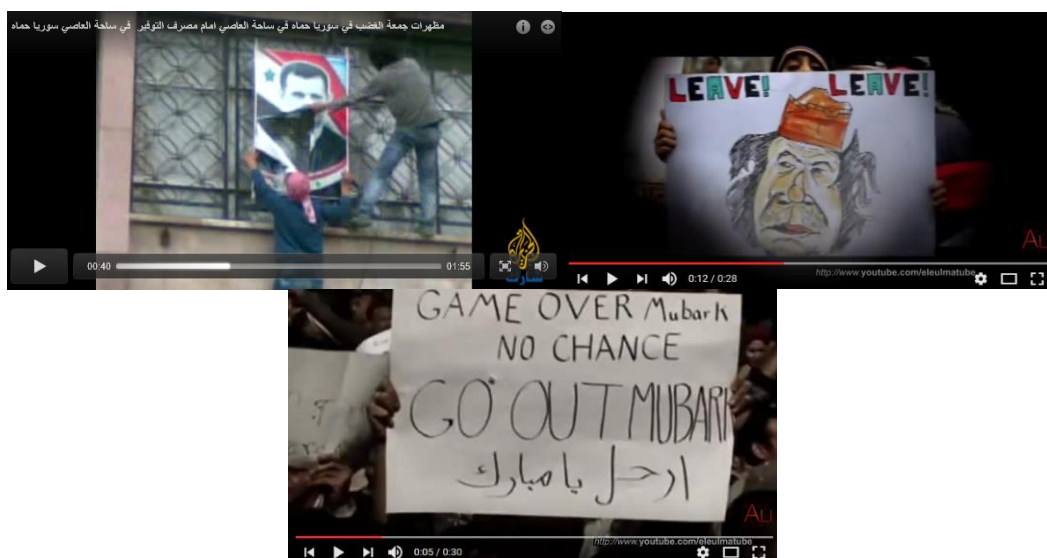 مظهرات جمعة الغضب في سوريا حماه في ساحة العاصي امام مصرف التوفير في ساحة العاصي سوريا حماه
00:40
01:55
LEAVE! LEAVE!
ALI
http://www.youtube.com/eleulmatube
0:12 / 0:28
GAME OVER Mubark
NO CHANCE
GO OUT MUBARK
ارحل يا مبارك
ALI
http://www.youtube.com/eleulmatube
0:05 / 0:30